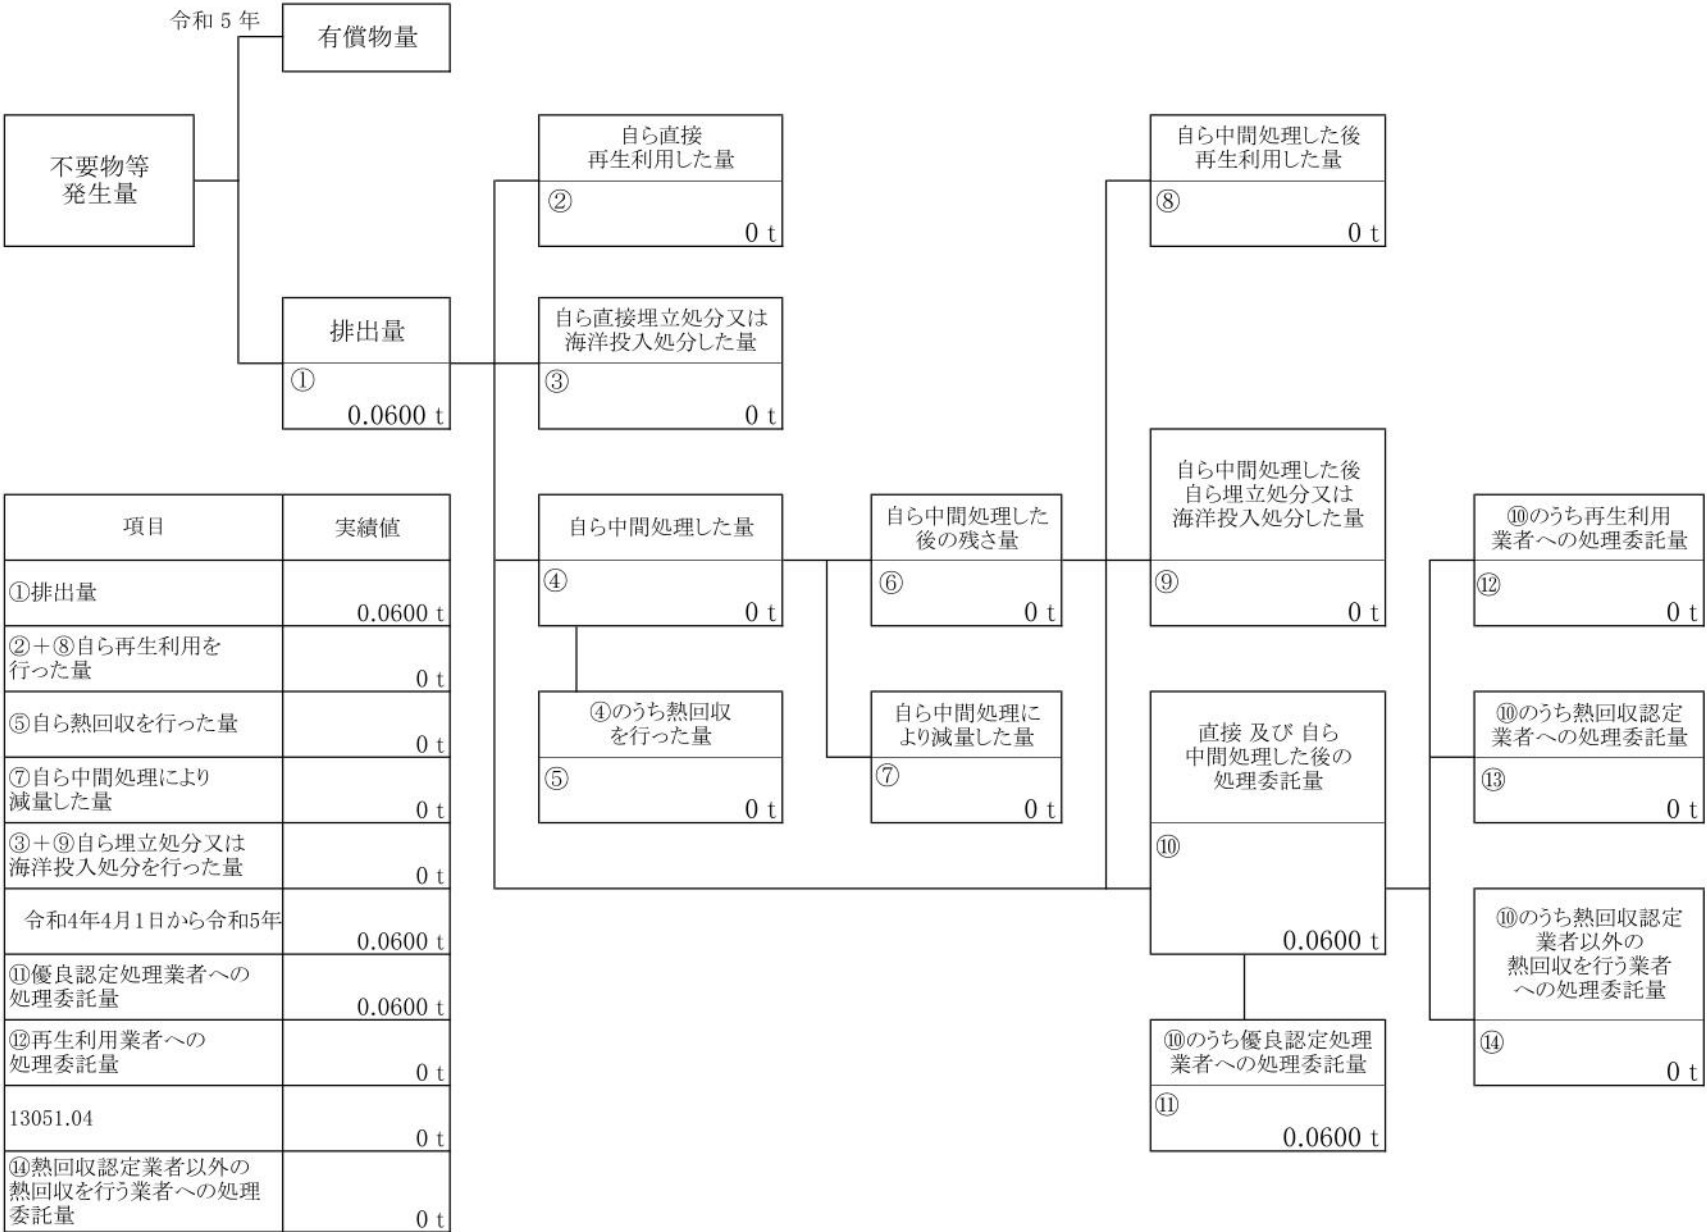 令和 5 年
有償物量
不要物等
発生量
自ら直接
再生利用した量
②
0 t
自ら中間処理した後
再生利用した量
⑧
0 t
排出量
①
0.0600 t
自ら直接埋立処分又は
海洋投入処分した量
③
0 t
自ら中間処理した量
④
0 t
自ら中間処理した
後の残さ量
⑥
0 t
自ら中間処理した後
自ら埋立処分又は
海洋投入処分した量
⑨
0 t
⑩のうち再生利用
業者への処理委託量
⑫
0 t
④のうち熱回収
を行った量
⑤
0 t
自ら中間処理に
より減量した量
⑦
0 t
直接 及び 自ら
中間処理した後の
処理委託量
⑩
0.0600 t
⑩のうち熱回収認定
業者への処理委託量
⑬
0 t
⑩のうち優良認定処理
業者への処理委託量
⑪
0.0600 t
⑩のうち熱回収認定
業者以外の
熱回収を行う業者
への処理委託量
⑭
0 t
項目 実績値
①排出量
0.0600 t
②＋⑧自ら再生利用を
行った量
0 t
⑤自ら熱回収を行った量
0 t
⑦自ら中間処理により
減量した量
0 t
③＋⑨自ら埋立処分又は
海洋投入処分を行った量
0 t
令和4年4月1日から令和5年
0.0600 t
⑪優良認定処理業者への
処理委託量
0.0600 t
⑫再生利用業者への
処理委託量
0 t
13051.04
0 t
⑭熱回収認定業者以外の
熱回収を行う業者への処理
委託量
0 t